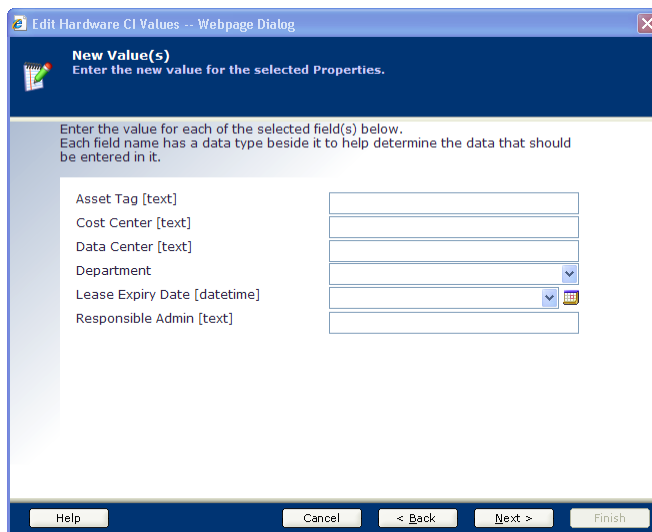 Edit Hardware CI Values -- Webpage Dialog
New Value(s)
Enter the new value for the selected Properties.
Enter the value for each of the selected field(s) below.
Each field name has a data type beside it to help determine the data that should
be entered in it.
Asset Tag [text]
Cost Center [text]
Data Center [text]
Department
Lease Expiry Date [datetime]
Responsible Admin [text]
Help Cancel < Back Next > Finish